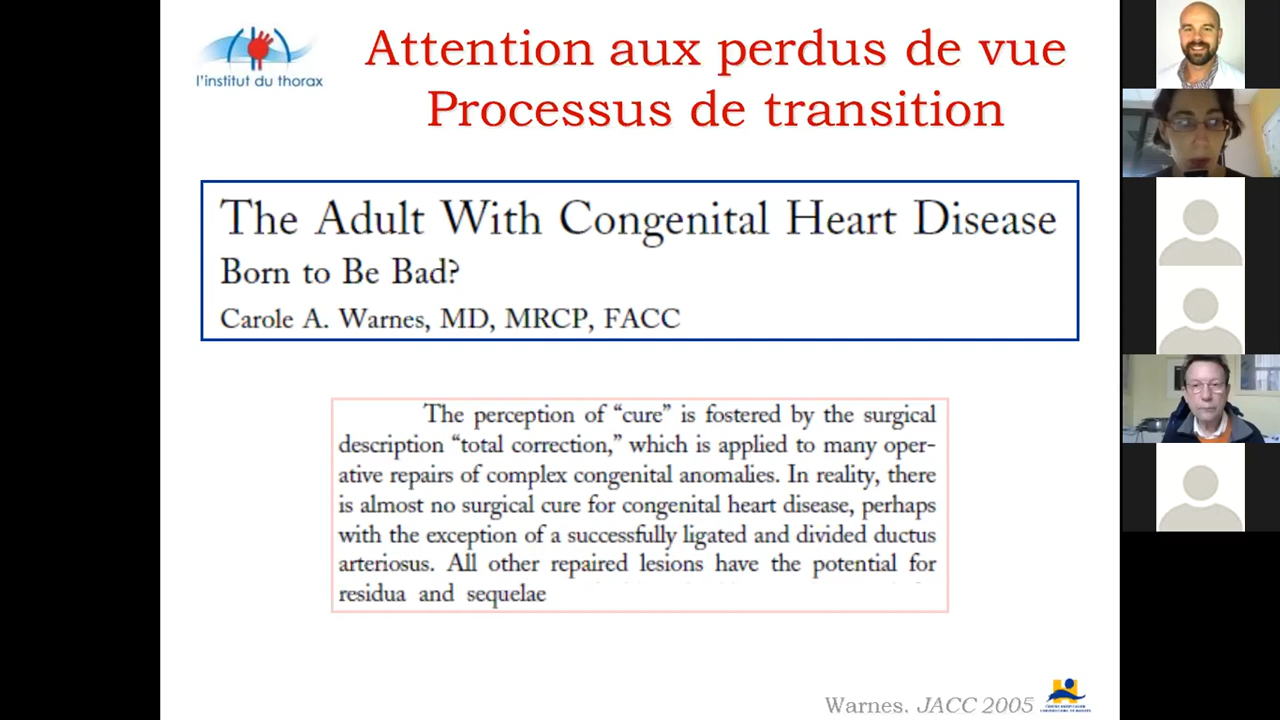 l'institut du thorax
Attention aux perdus de vue
Processus de transition
The Adult With Congenital Heart Disease
Born to Be Bad?
Carole A. Warnes, MD, MRCP, FACC
The perception of “cure” is fostered by the surgical
description “total correction,” which is applied to many oper-
ative repairs of complex congenital anomalies. In reality, there
is almost no surgical cure for congenital heart disease, perhaps
with the exception of a successfully ligated and divided ductus
arteriosus. All other repaired lesions have the potential for
residua and sequelae
Warnes. JACC 2005